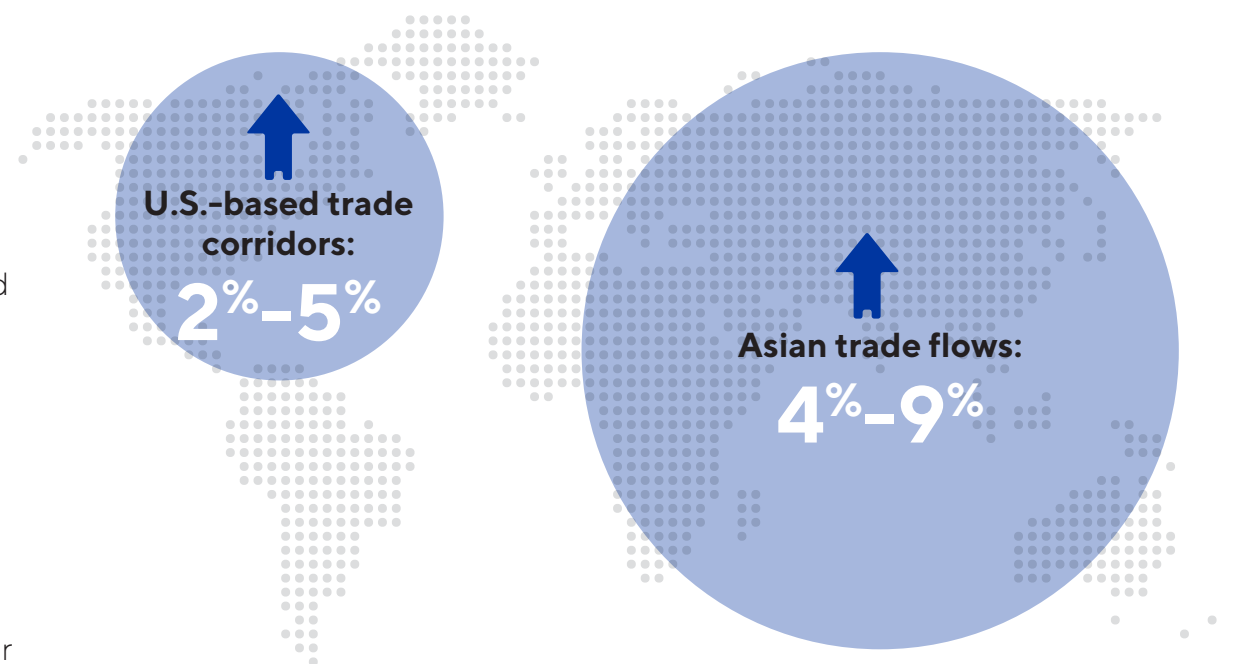 U.S.-based trade
corridors:
2%–5%
d
Asian trade flows:
4%–9%
r